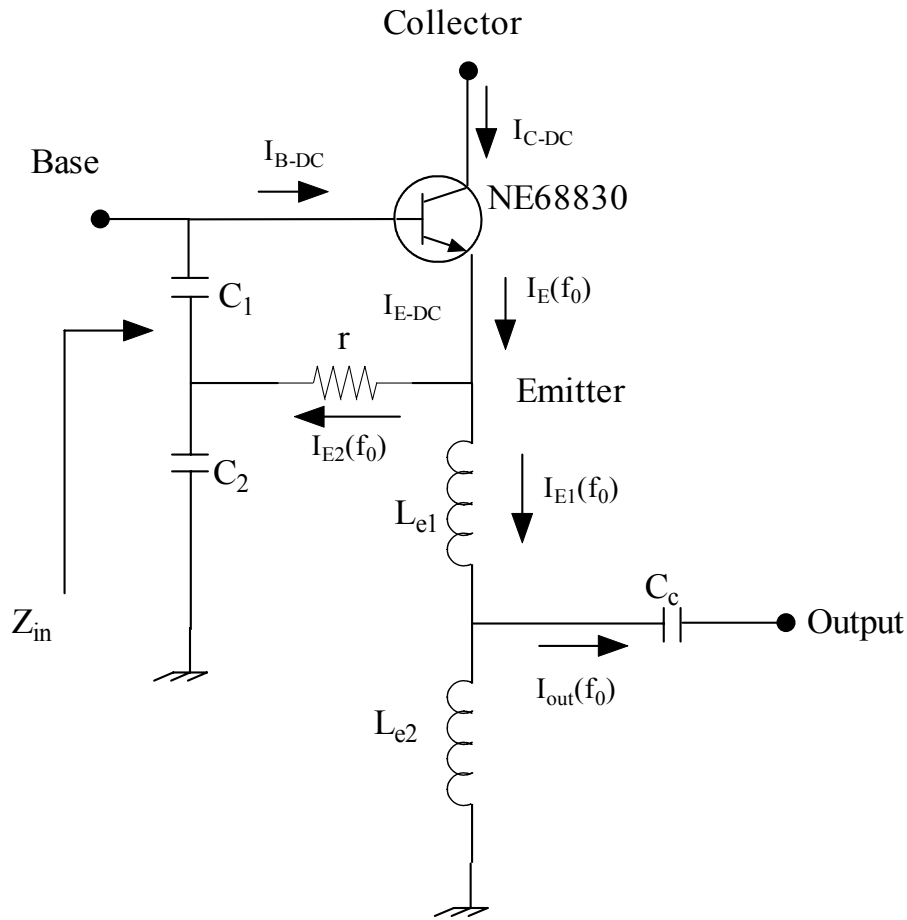 Collector
I_C-DC
I_B-DC
Base
NE68830
C_1
I_E-DC
I_E(f_0)
r
Emitter
I_E2(f_0)
C_2
I_E1(f_0)
L_e1
Z_in
C_c
Output
I_out(f_0)
L_e2